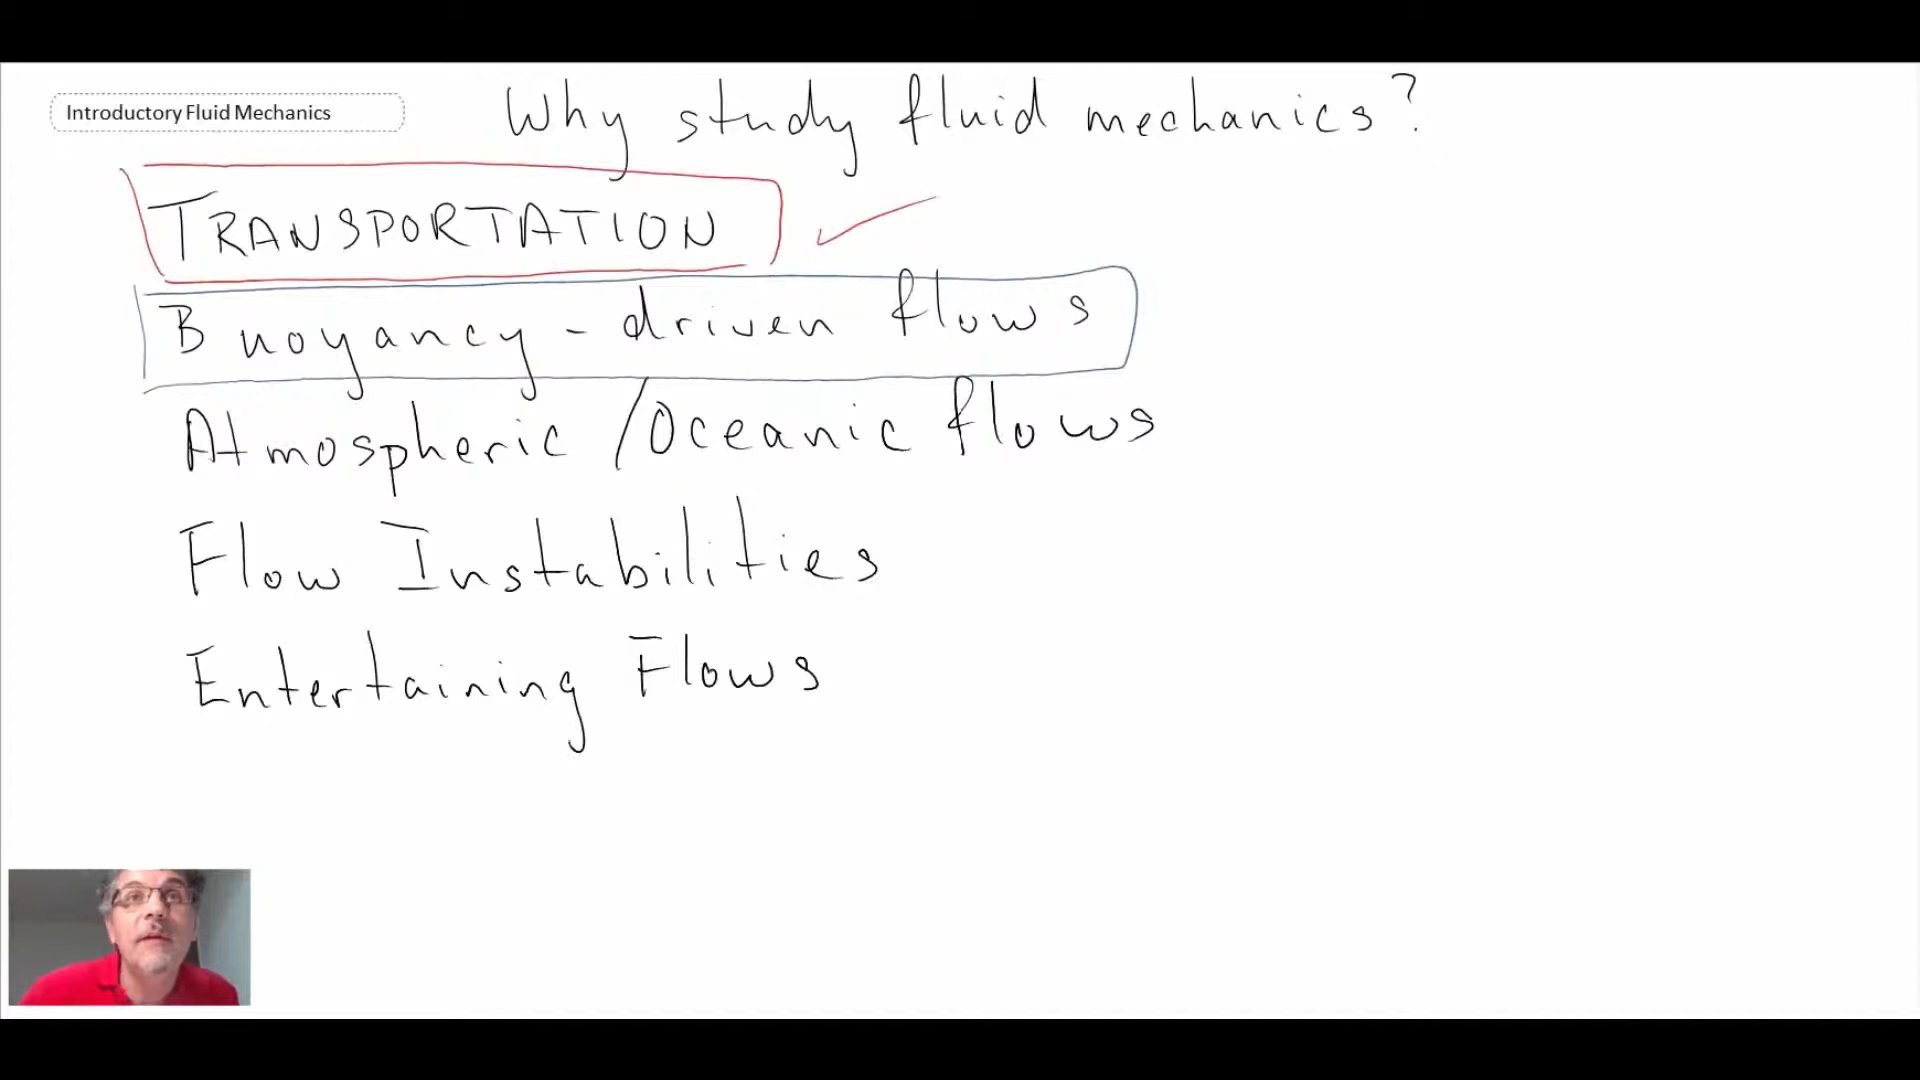 Introductory Fluid Mechanics
Why study fluid mechanics?
TRANSPORTATION
Buoyancy-driven flows
Atmospheric/Oceanic flows
Flow Instabilities
Entertaining Flows